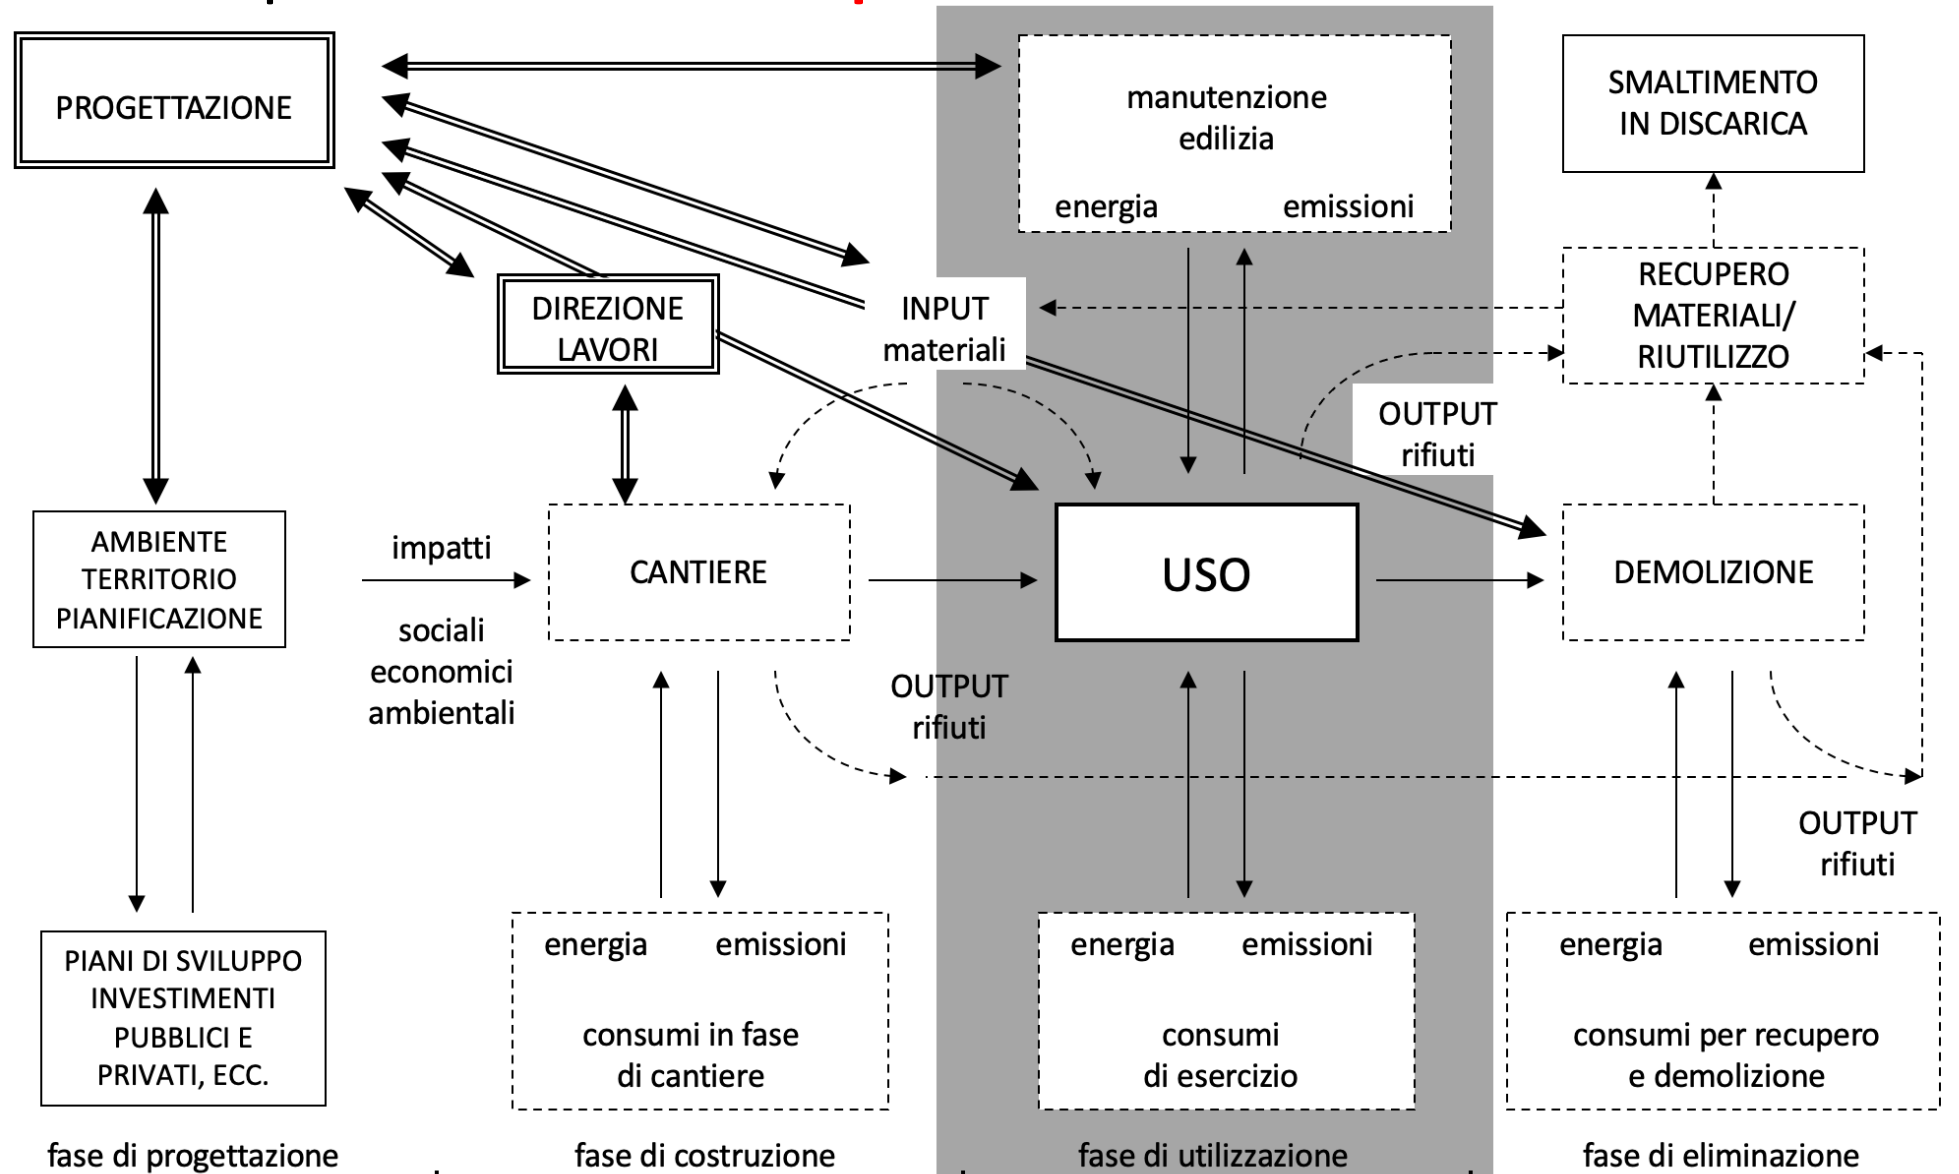 PROGETTAZIONE
manutenzione
edilizia
energia emissioni
SMALTIMENTO
IN DISCARICA
DIREZIONE
LAVORI
INPUT
materiali
RECUPERO
MATERIALI/
RIUTILIZZO
OUTPUT
rifiuti
AMBIENTE
TERRITORIO
PIANIFICAZIONE
impatti
sociali
economici
ambientali
CANTIERE
USO
DEMOLIZIONE
OUTPUT
rifiuti
OUTPUT
rifiuti
PIANI DI SVILUPPO
INVESTIMENTI
PUBBLICI E
PRIVATI, ECC.
energia emissioni
consumi in fase
di cantiere
energia emissioni
consumi
di esercizio
energia emissioni
consumi per recupero
e demolizione
fase di progettazione
fase di costruzione
fase di utilizzazione
fase di eliminazione